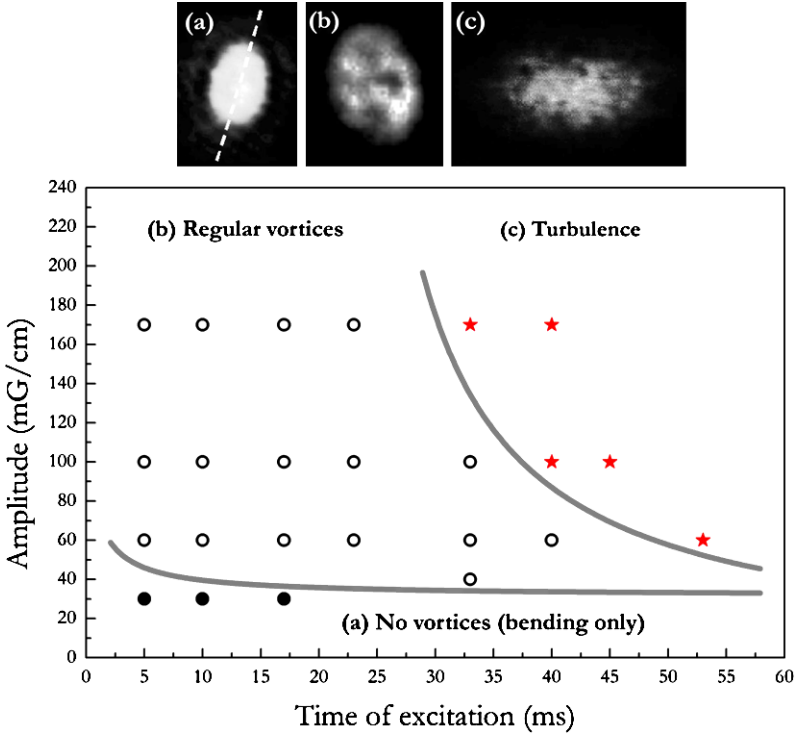 (a) (b) (c)
240
220
(b) Regular vortices (c) Turbulence
200
180
160
140
120
100
80
60
40
20
0
(a) No vortices (bending only)
0 5 10 15 20 25 30 35 40 45 50 55 60
Amplitude (mG/cm)
Time of excitation (ms)